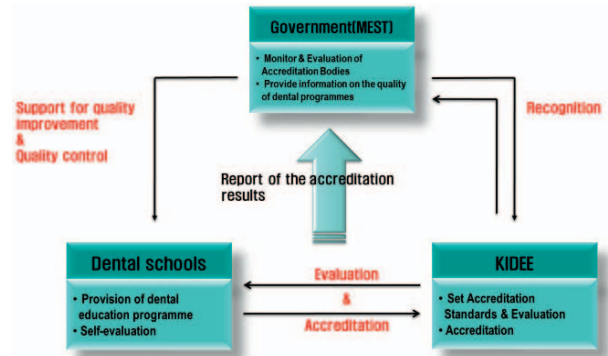 Government(MEST)
• Monitor & Evaluation of
Accreditation Bodies
• Provide information on the quality
of dental programmes
Support for quality
improvement
&
Quality control
Recognition
Report of the accreditation
results
Dental schools
• Provision of dental
education programme
• Self-evaluation
Evaluation
&
Accreditation
KIDEE
• Set Accreditation
Standards & Evaluation
• Accreditation